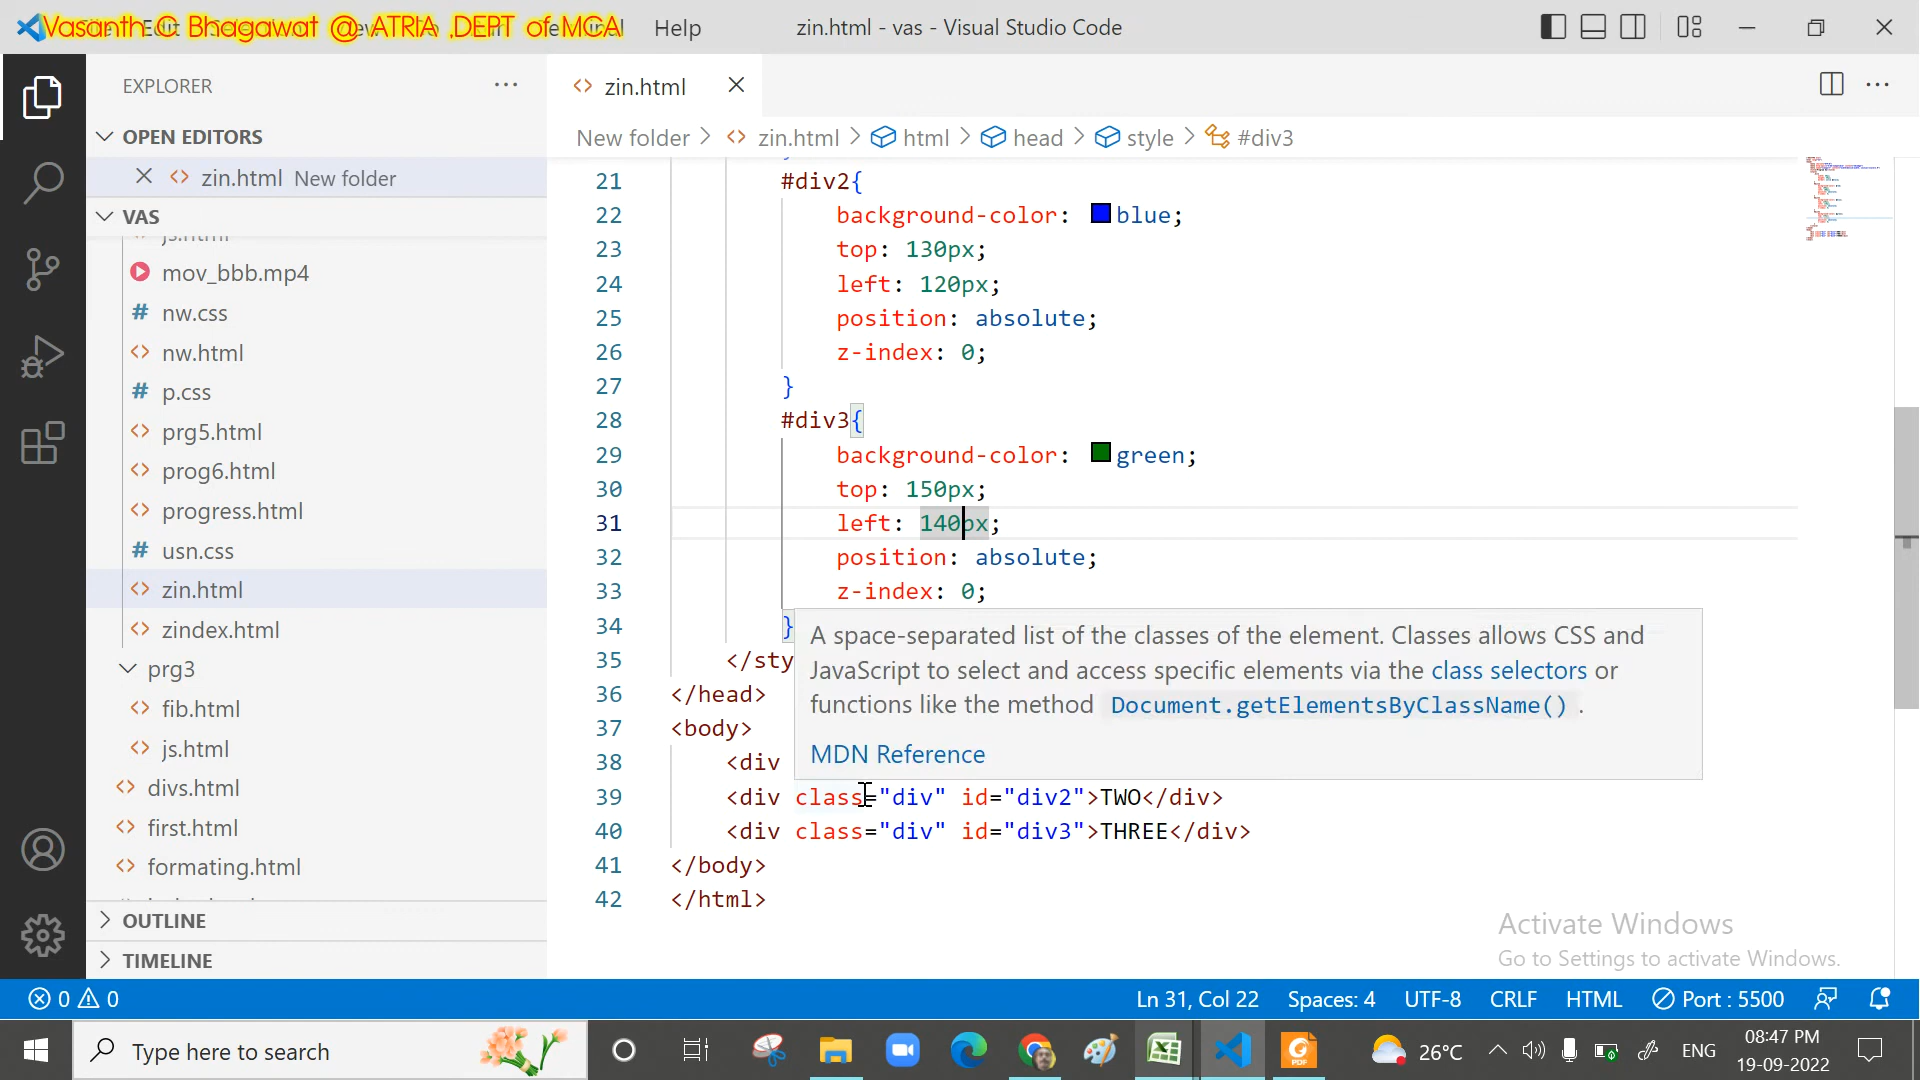 Vasanth C Bhagawat @ ATRIA ,DEPT of MCA
Help
zin.html - vas - Visual Studio Code
EXPLORER
zin.html
OPEN EDITORS
New folder > zin.html > html > head > style > #div3
zin.html New folder
VAS
js.html
mov_bbb.mp4
nw.css
nw.html
p.css
prg5.html
prog6.html
progress.html
usn.css
zin.html
zindex.html
prg3
fib.html
js.html
divs.html
first.html
formating.html
OUTLINE
TIMELINE
21 #div2{
22 background-color: blue;
23 top: 130px;
24 left: 120px;
25 position: absolute;
26 z-index: 0;
27 }
28 #div3{
29 background-color: green;
30 top: 150px;
31 left: 140px;
32 position: absolute;
33 z-index: 0;
34 }
35 </sty
36 </head>
37 <body>
38 <div
39 <div class="div" id="div2">TWO</div>
40 <div class="div" id="div3">THREE</div>
41 </body>
42 </html>
A space-separated list of the classes of the element. Classes allows CSS and
JavaScript to select and access specific elements via the class selectors or
functions like the method Document.getElementsByClassName() .
MDN Reference
Activate Windows
Go to Settings to activate Windows.
0 0
Ln 31, Col 22 Spaces: 4 UTF-8 CRLF HTML Port : 5500
Type here to search
PDF
26°C
ENG
08:47 PM
19-09-2022